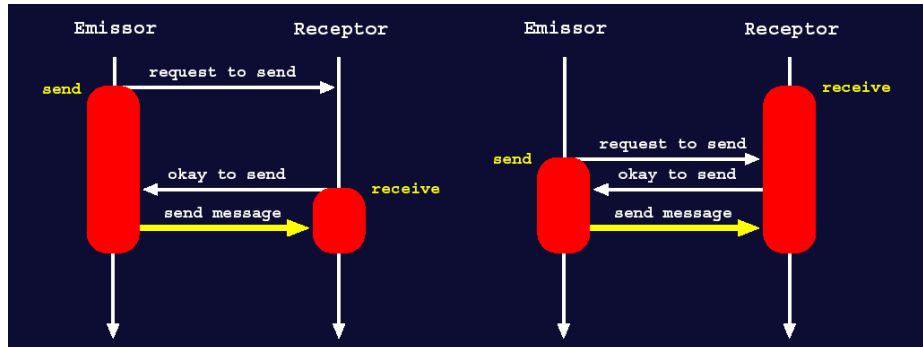 Emissor
Receptor
request to send
send
okay to send
receive
send message
Emissor
Receptor
receive
request to send
send
okay to send
send message